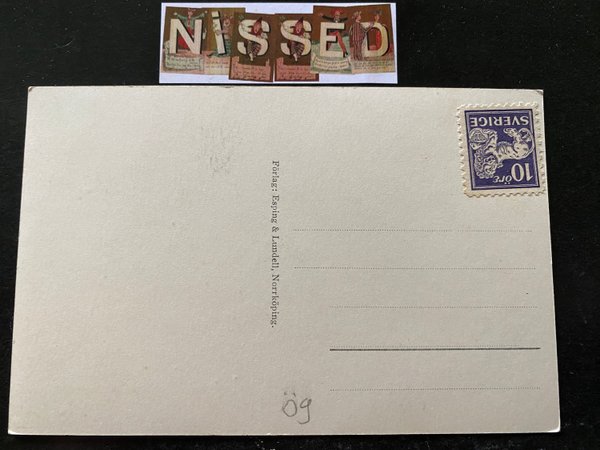 NiSSED
SVERIGE
öre
10
Förlag: Esping & Lundell, Norrköping.
Ög